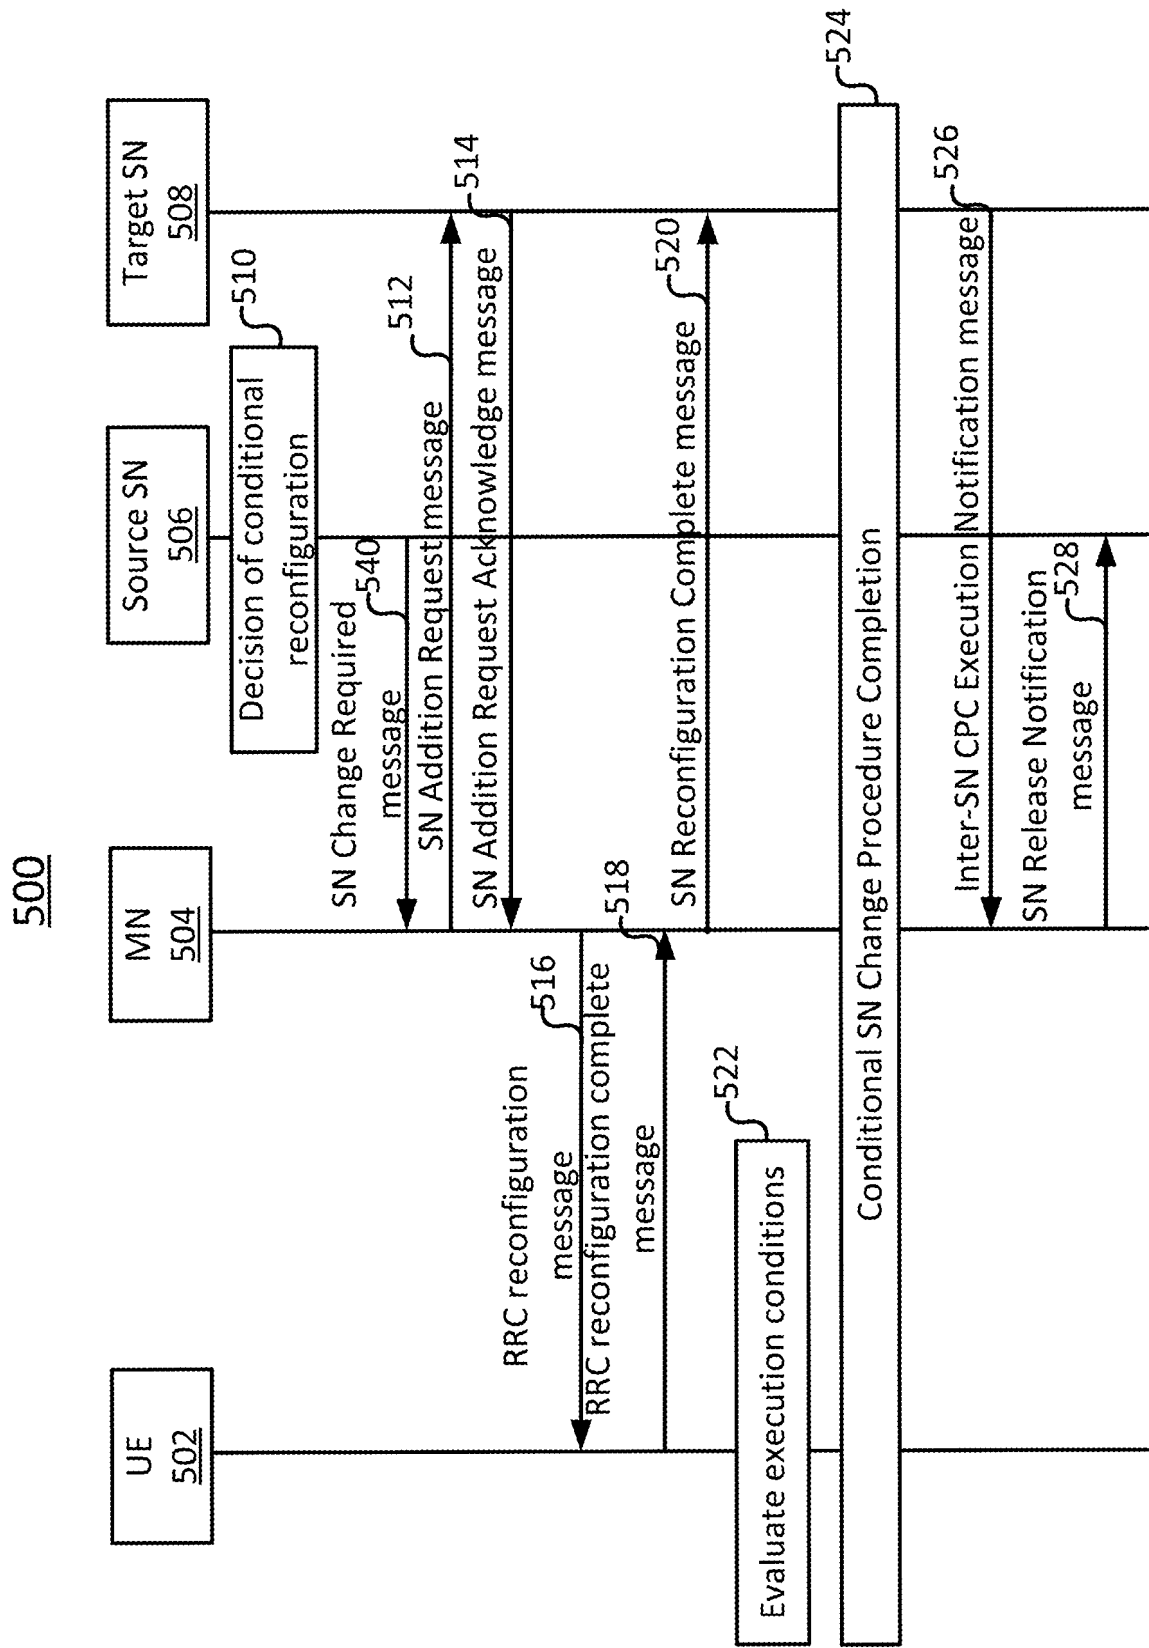 500
UE
502
MN
504
Source SN
506
Target SN
508
Decision of conditional
reconfiguration
510
SN Change Required
message
540
SN Addition Request message
512
SN Addition Request Acknowledge message
514
RRC reconfiguration
message
516
RRC reconfiguration complete
message
518
SN Reconfiguration Complete message
520
Evaluate execution conditions
522
Conditional SN Change Procedure Completion
524
Inter-SN CPC Execution Notification message
526
SN Release Notification
message
528